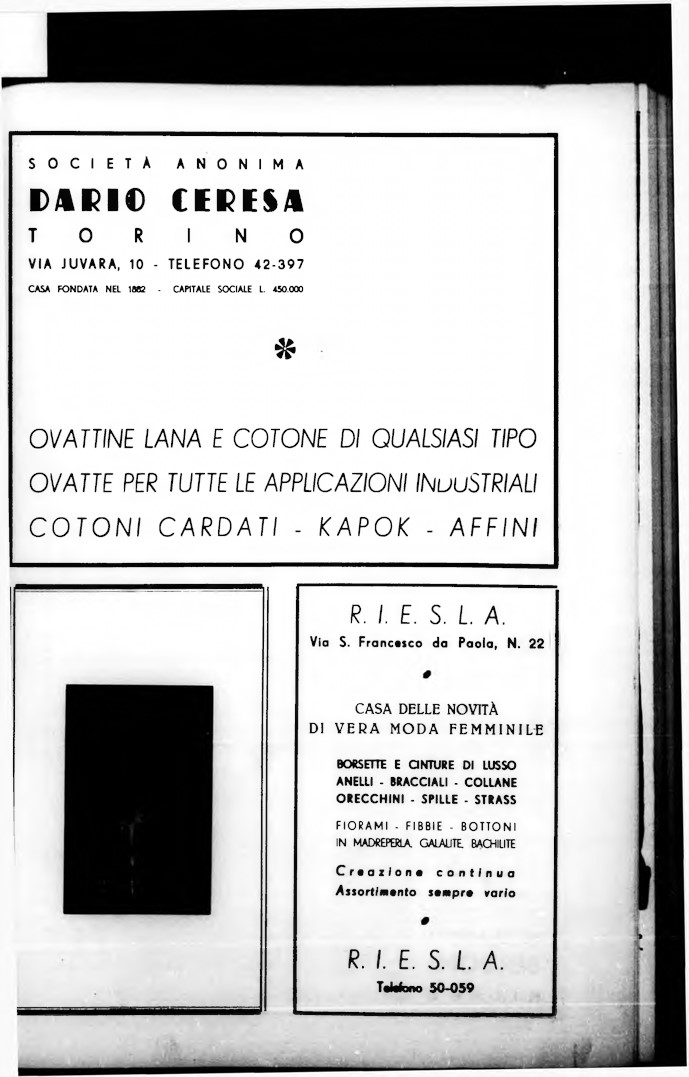 SOCIETÀ ANONIMA
DARIO CERESA
TORINO
VIA JUVARA, 10 - TELEFONO 42-397
CASA FONDATA NEL 1882 - CAPITALE SOCIALE L. 450.000
OVATTINE LANA E COTONE DI QUALSIASI TIPO
OVATTE PER TUTTE LE APPLICAZIONI INDUSTRIALI
COTONI CARDATI - KAPOK - AFFINI
R. I. E. S. L. A.
Via S. Francesco da Paola, N. 22
CASA DELLE NOVITÀ
DI VERA MODA FEMMINILE
BORSETTE E CINTURE DI LUSSO
ANELLI - BRACCIALI - COLLANE
ORECCHINI - SPILLE - STRASS
FIORAMI - FIBBIE - BOTTONI
IN MADREPERLA, GALALITE, BACHILITE
Creazione continua
Assortimento sempre vario
R. I. E. S. L. A.
Telefono 50-059